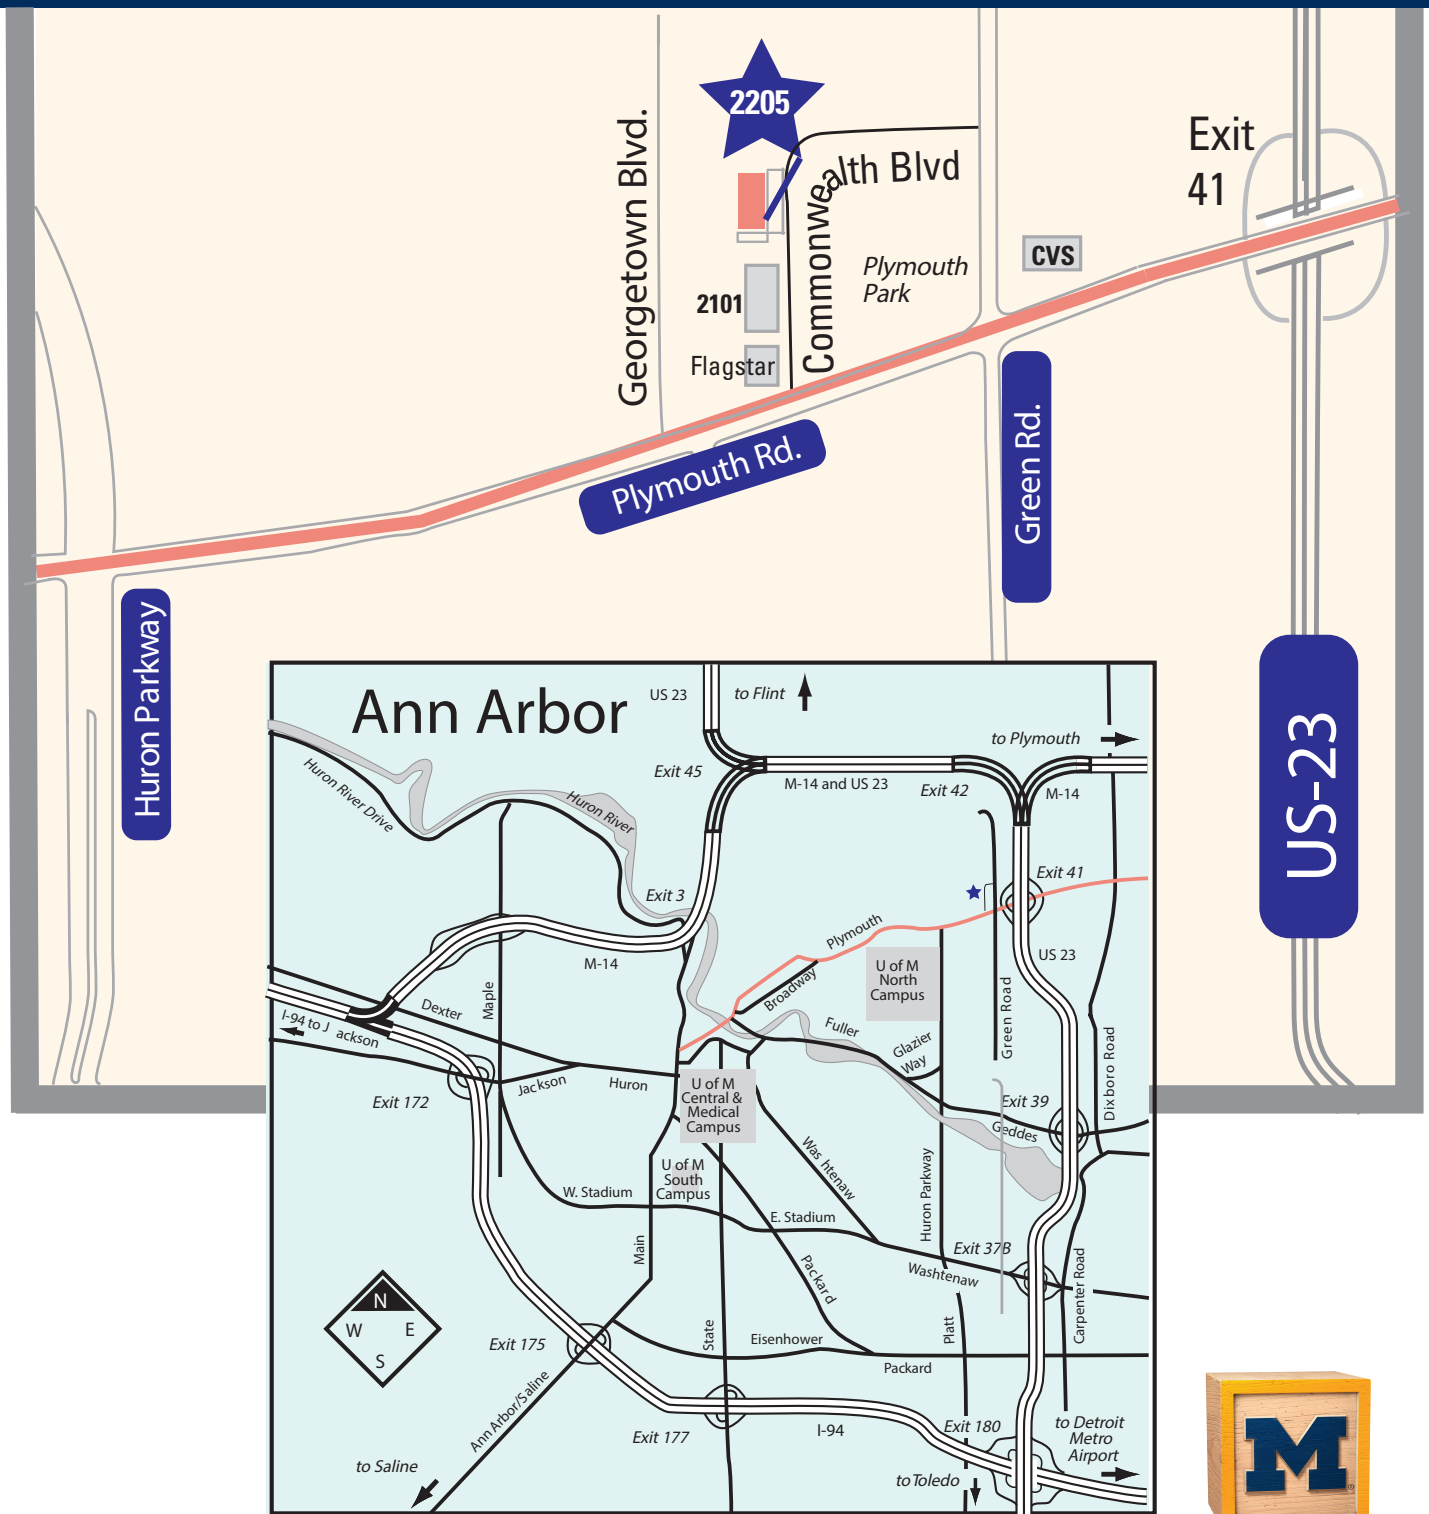 2205
Exit
41
Georgetown Blvd.
Commonwealth Blvd
Plymouth
Park
CVS
2101
Flagstar
Plymouth Rd.
Green Rd.
Huron Parkway
US-23
Ann Arbor
US 23
to Flint
to Plymouth
Exit 45
M-14 and US 23
Exit 42
M-14
Huron River Drive
Huron River
Exit 3
Exit 41
Plymouth
M-14
U of M
North
Campus
US 23
Maple
Dexter
Broadway
I-94 to J ackson
Fuller
Glazier
Way
Green Road
Dixboro Road
Jackson
Huron
Exit 172
U of M
Central &
Medical
Campus
Exit 39
Geddes
Was htenaw
U of M
South
Campus
W. Stadium
E. Stadium
Huron Parkway
Main
Exit 37B
Washtenaw
Packard
Carpenter Road
N
W
E
S
Exit 175
State
Eisenhower
Platt
Packard
Ann Arbor/Saline
Exit 177
I-94
Exit 180
to Detroit
Metro
Airport
to Saline
to Toledo
M
®